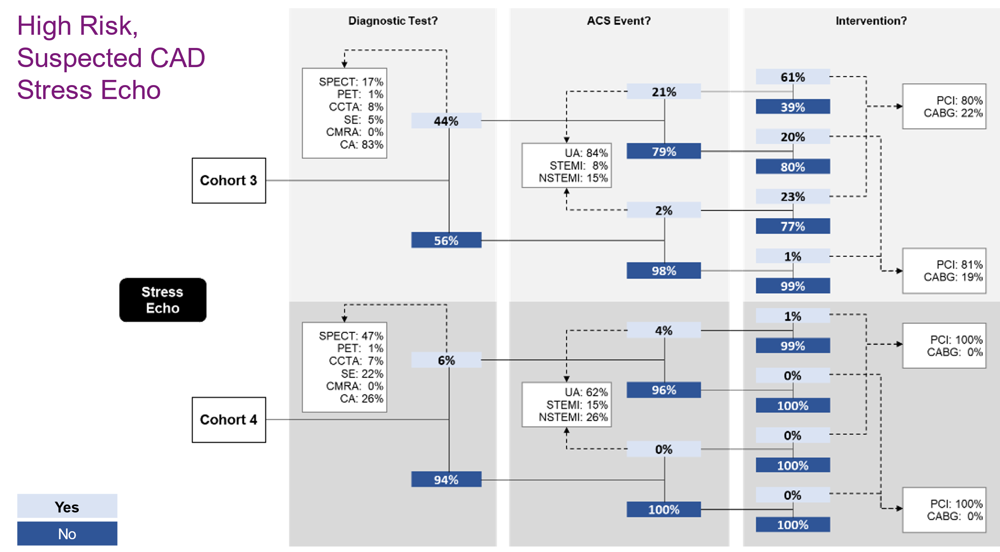 High Risk,
Suspected CAD
Stress Echo
Diagnostic Test?
ACS Event?
Intervention?
SPECT: 17%
PET: 1%
CCTA: 8%
SE: 5%
CMRA: 0%
CA: 83%
44%
56%
Cohort 3
21%
79%
UA: 84%
STEMI: 8%
NSTEMI: 15%
2%
98%
61%
39%
20%
80%
23%
77%
1%
99%
PCI: 80%
CABG: 22%
PCI: 81%
CABG: 19%
Stress
Echo
SPECT: 47%
PET: 1%
CCTA: 7%
SE: 22%
CMRA: 0%
CA: 26%
6%
94%
Cohort 4
4%
96%
UA: 62%
STEMI: 15%
NSTEMI: 26%
0%
100%
1%
99%
0%
100%
0%
100%
0%
100%
PCI: 100%
CABG: 0%
PCI: 100%
CABG: 0%
Yes
No